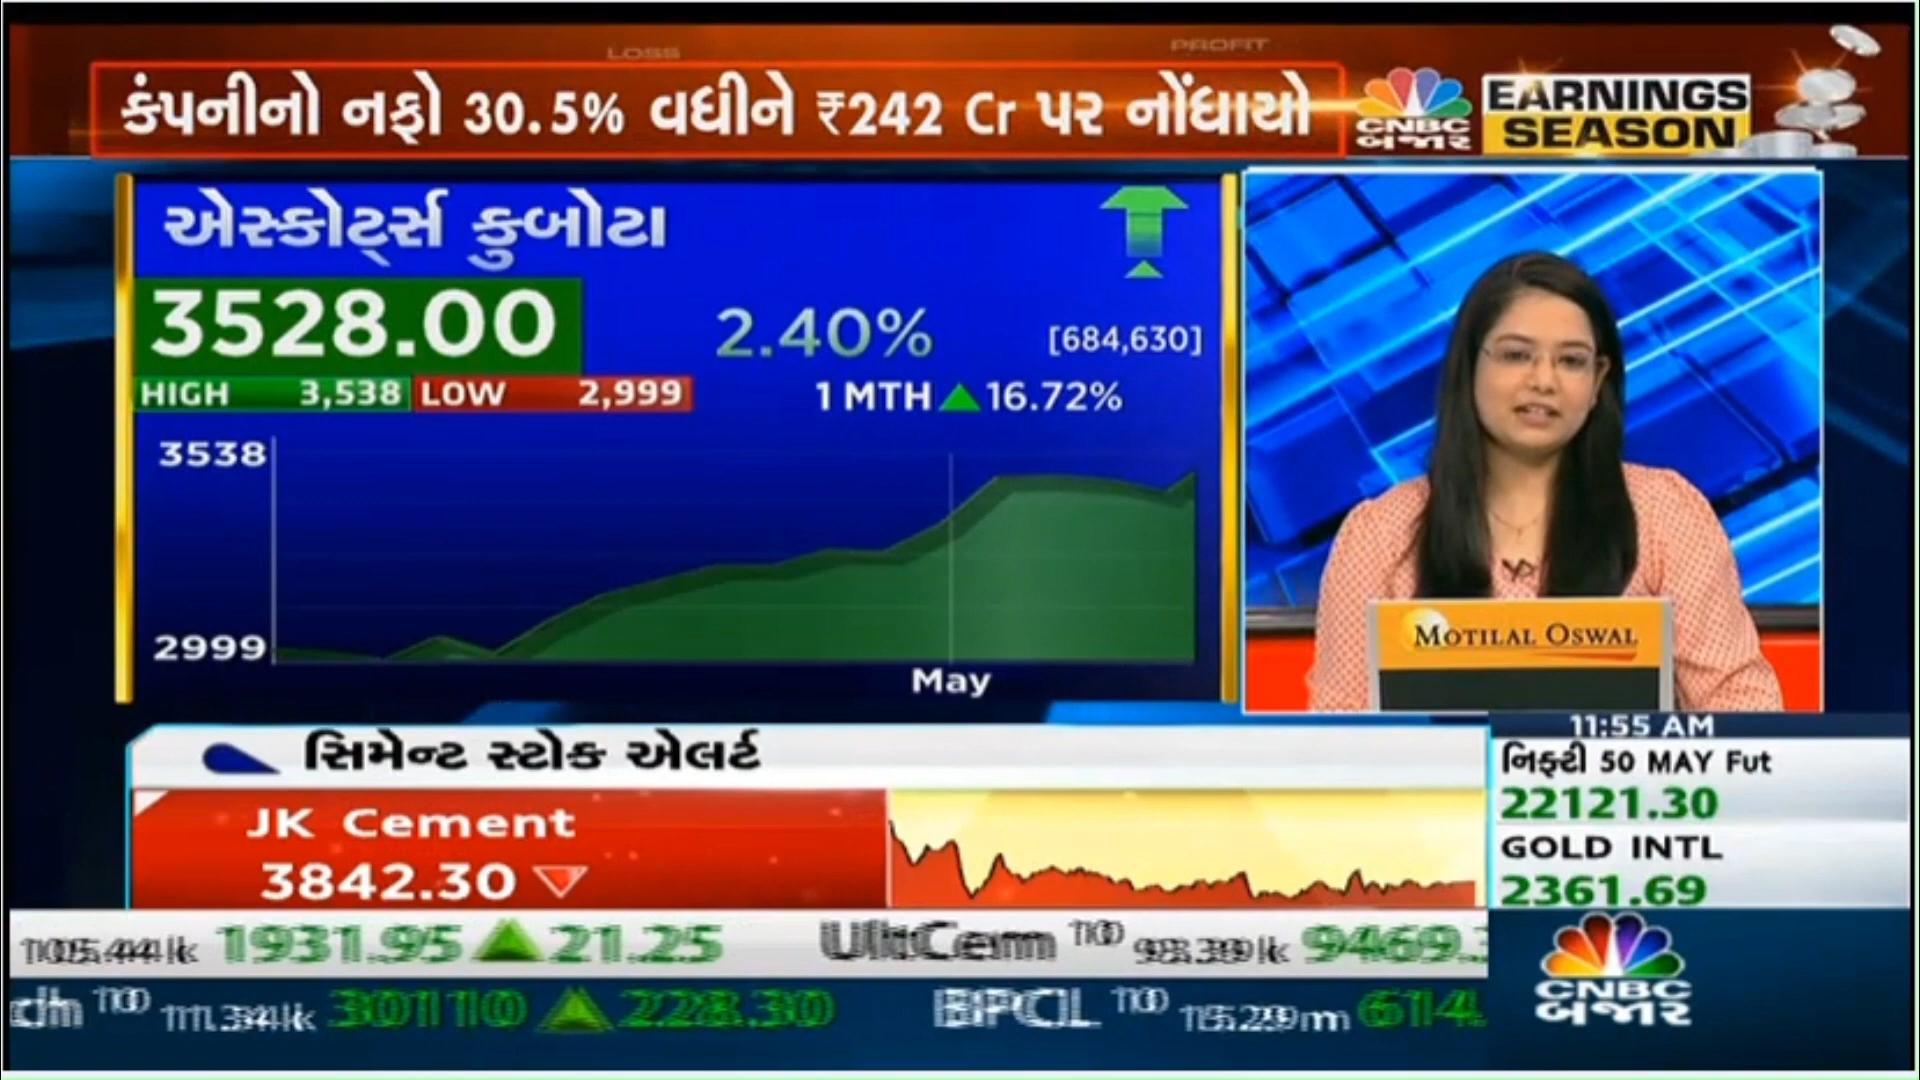 LOSS PROFIT
કંપનીનો નફો 30.5% વધીને ₹242 Cr પર નોંધાયો
CNBC
બજાર
EARNINGS
SEASON
એસ્કોર્ટ્સ કુબોટા
3528.00 2.40% [684,630]
HIGH 3,538 LOW 2,999 1 MTH ▲ 16.72%
3538
2999
May
MOTILAL OSWAL
11:55 AM
સિમેન્ટ સ્ટોક એલર્ટ
JK Cement
3842.30
નિફ્ટી 50 MAY Fut
22121.30
GOLD INTL
2361.69
1931.95 ▲ 21.25 UltCem
BPCL
CNBC
બજાર